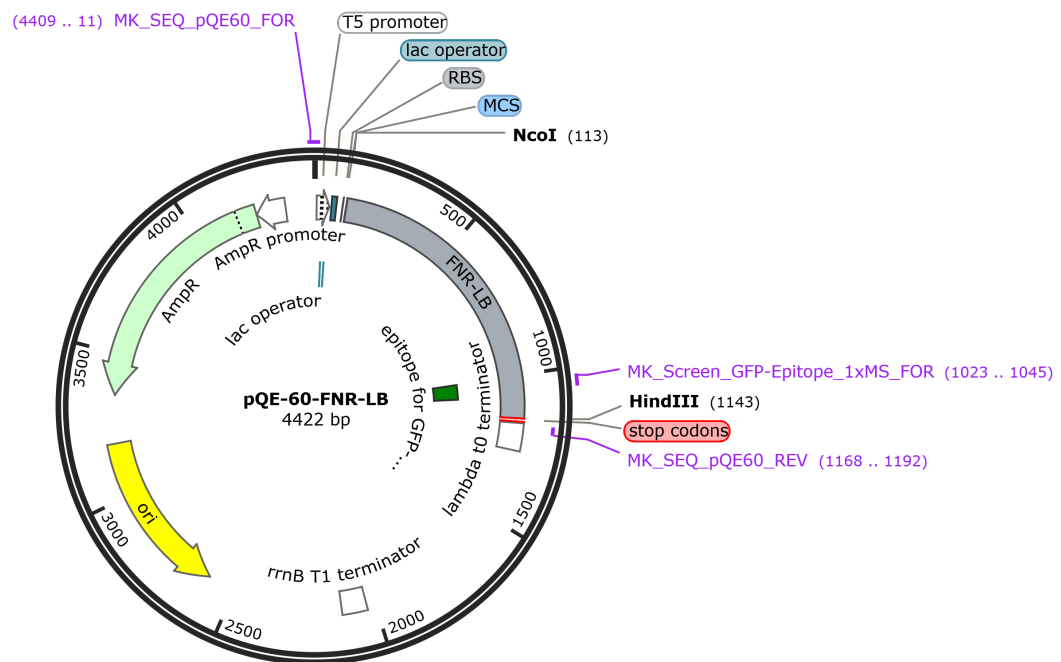 (4409 .. 11) MK_SEQ_pQE60_FOR
T5 promoter
lac operator
RBS
MCS
NcoI (113)
4000
500
AmpR promoter
FNR-LB
AmpR
lac operator
3500
1000
epitope for GFP-...
lambda t0 terminator
MK_Screen_GFP-Epitope_1xMS_FOR (1023 .. 1045)
pQE-60-FNR-LB
4422 bp
HindIII (1143)
stop codons
MK_SEQ_pQE60_REV (1168 .. 1192)
ori
3000
1500
rrnB T1 terminator
2500
2000